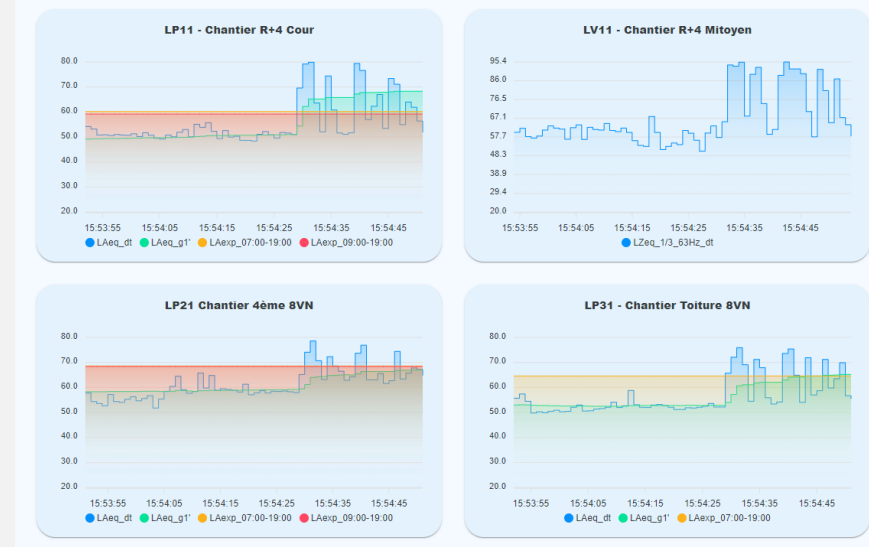 LP11 - Chantier R+4 Cour
80.0
70.0
60.0
50.0
40.0
30.0
20.0
15:53:55 15:54:05 15:54:15 15:54:25 15:54:35 15:54:45
LAeq_dt LAeq_g1' LAexp_07:00-19:00 LAexp_09:00-19:00
LV11 - Chantier R+4 Mitoyen
95.4
86.0
76.5
67.1
57.7
48.3
38.9
29.4
20.0
15:53:55 15:54:05 15:54:15 15:54:25 15:54:35 15:54:45
LZeq_1/3_63Hz_dt
LP21 Chantier 4ème 8VN
80.0
70.0
60.0
50.0
40.0
30.0
20.0
15:53:55 15:54:05 15:54:15 15:54:25 15:54:35 15:54:45
LAeq_dt LAeq_g1' LAexp_07:00-19:00 LAexp_09:00-19:00
LP31 - Chantier Toiture 8VN
80.0
70.0
60.0
50.0
40.0
30.0
20.0
15:53:55 15:54:05 15:54:15 15:54:25 15:54:35 15:54:45
LAeq_dt LAeq_g1' LAexp_07:00-19:00